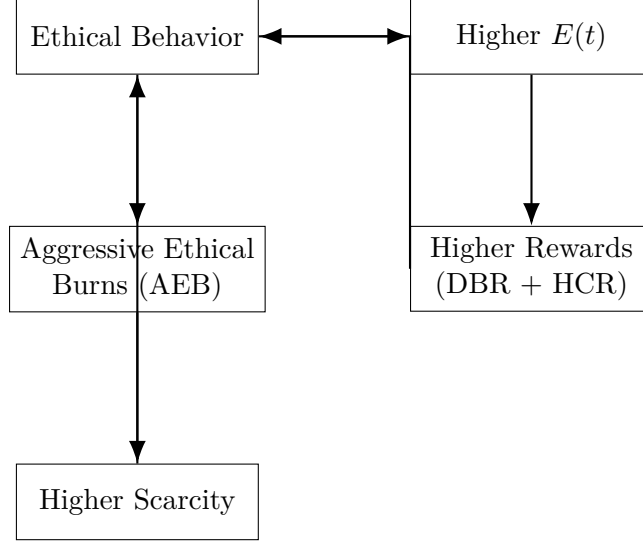 Ethical Behavior
Higher E(t)
Aggressive Ethical
Burns (AEB)
Higher Rewards
(DBR + HCR)
Higher Scarcity